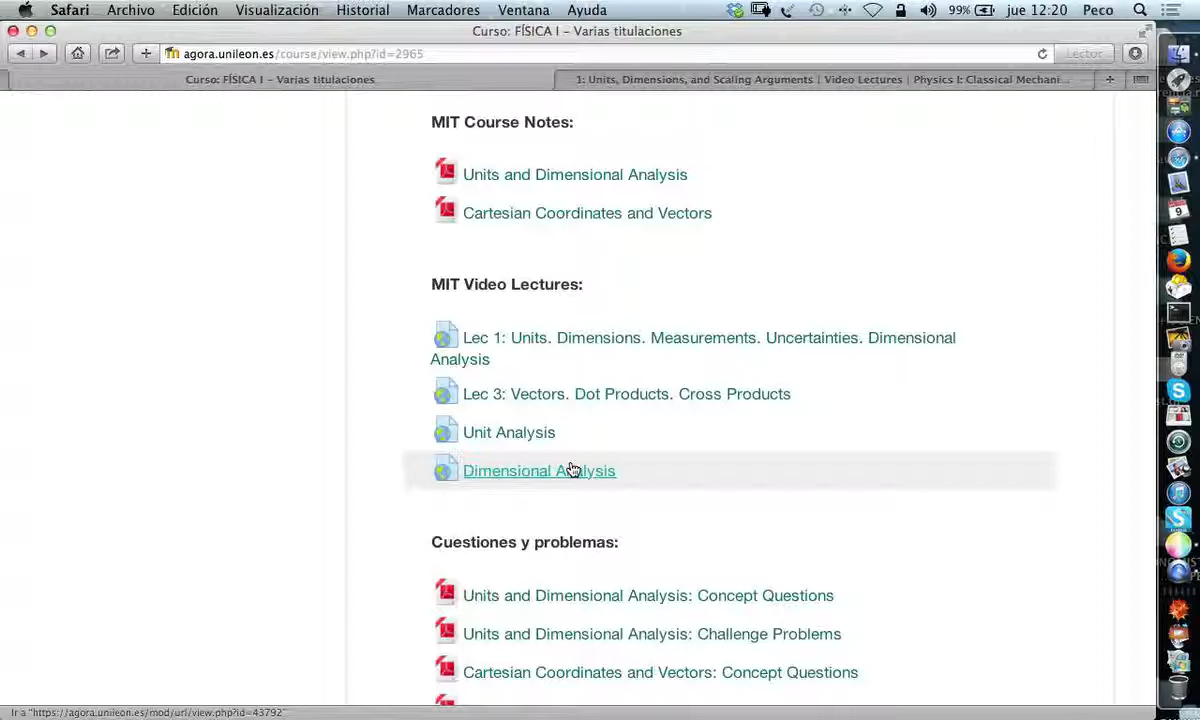 Safari Archivo Edición Visualización Historial Marcadores Ventana Ayuda 99% jue 12:20 Peco
Curso: FÍSICA I – Varias titulaciones
agora.unileon.es/course/view.php?id=2965 Lector
Curso: FÍSICA I – Varias titulaciones 1: Units, Dimensions, and Scaling Arguments | Video Lectures | Physics I: Classical Mechani...
MIT Course Notes:
Units and Dimensional Analysis
Cartesian Coordinates and Vectors
MIT Video Lectures:
Lec 1: Units. Dimensions. Measurements. Uncertainties. Dimensional
Analysis
Lec 3: Vectors. Dot Products. Cross Products
Unit Analysis
Dimensional Analysis
Cuestiones y problemas:
Units and Dimensional Analysis: Concept Questions
Units and Dimensional Analysis: Challenge Problems
Cartesian Coordinates and Vectors: Concept Questions
Ir a "https://agora.unileon.es/mod/url/view.php?id=43792"